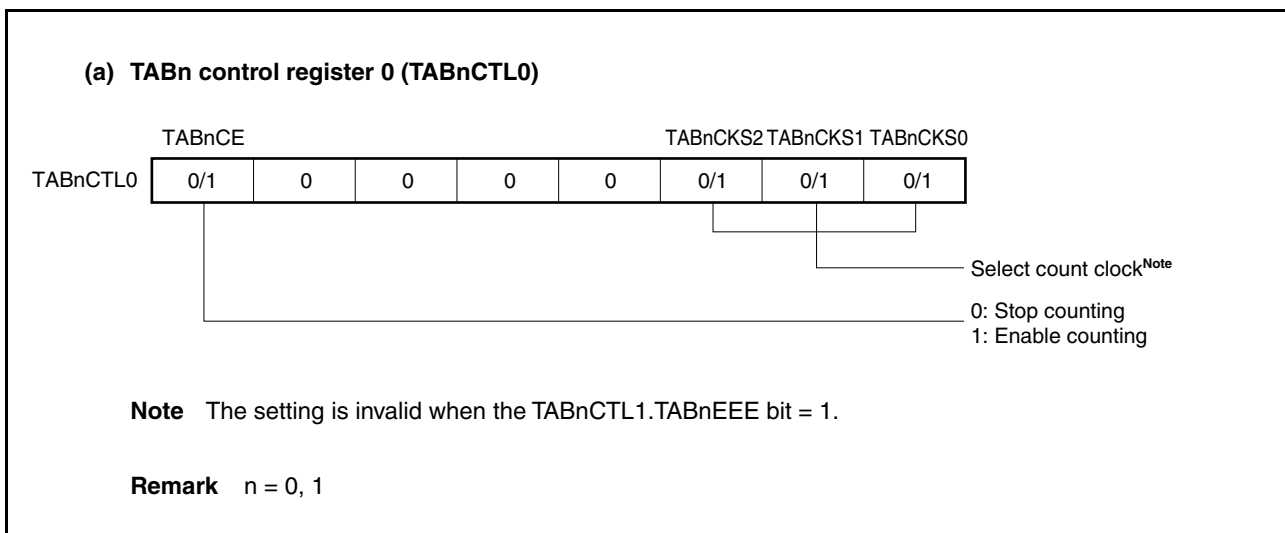 (a) TABn control register 0 (TABnCTL0)
TABnCE TABnCKS2 TABnCKS1 TABnCKS0
TABnCTL0 0/1 0 0 0 0 0/1 0/1 0/1
Select count clockNote
0: Stop counting
1: Enable counting
Note The setting is invalid when the TABnCTL1.TABnEEE bit = 1.
Remark n = 0, 1